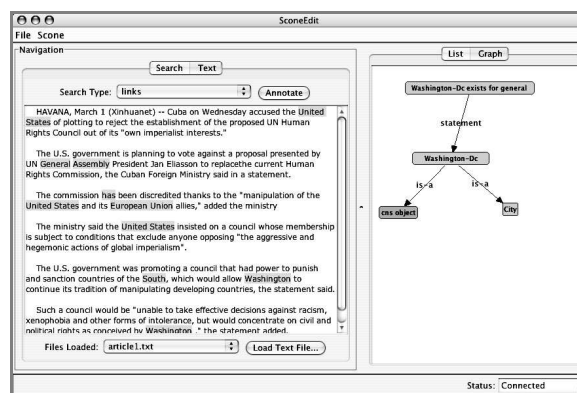 SconeEdit
File Scone
Navigation
Search Text
Search Type: links Annotate
HAVANA, March 1 (Xinhuanet) -- Cuba on Wednesday accused the United
States of plotting to reject the establishment of the proposed UN Human
Rights Council out of its "own imperialist interests."
The U.S. government is planning to vote against a proposal presented by
UN General Assembly President Jan Eliasson to replacethe current Human
Rights Commission, the Cuban Foreign Ministry said in a statement.
The commission has been discredited thanks to the "manipulation of the
United States and its European Union allies," added the ministry
The ministry said the United States insisted on a council whose membership
is subject to conditions that exclude anyone opposing "the aggressive and
hegemonic actions of global imperialism".
The U.S. government was promoting a council that had power to punish
and sanction countries of the South, which would allow Washington to
continue its tradition of manipulating developing countries, the statement said.
Such a council would be "unable to take effective decisions against racism,
xenophobia and other forms of intolerance, but would concentrate on civil and
political rights as conceived by Washington ," the statement added.
Files Loaded: article1.txt Load Text File...
List Graph
Washington-Dc exists for general
statement
Washington-Dc
is-a is-a
cns object City
Status: Connected